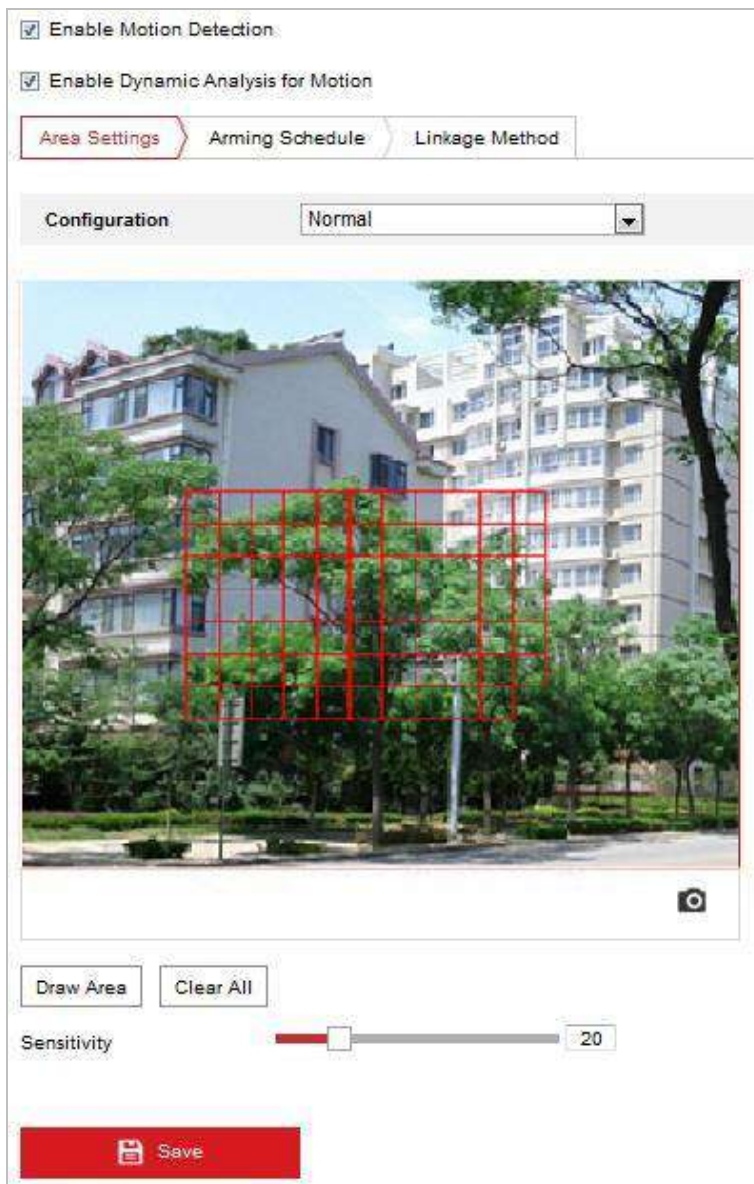 Enable Motion Detection
Enable Dynamic Analysis for Motion
Area Settings Arming Schedule Linkage Method
Configuration Normal
Draw Area Clear All
Sensitivity 20
Save